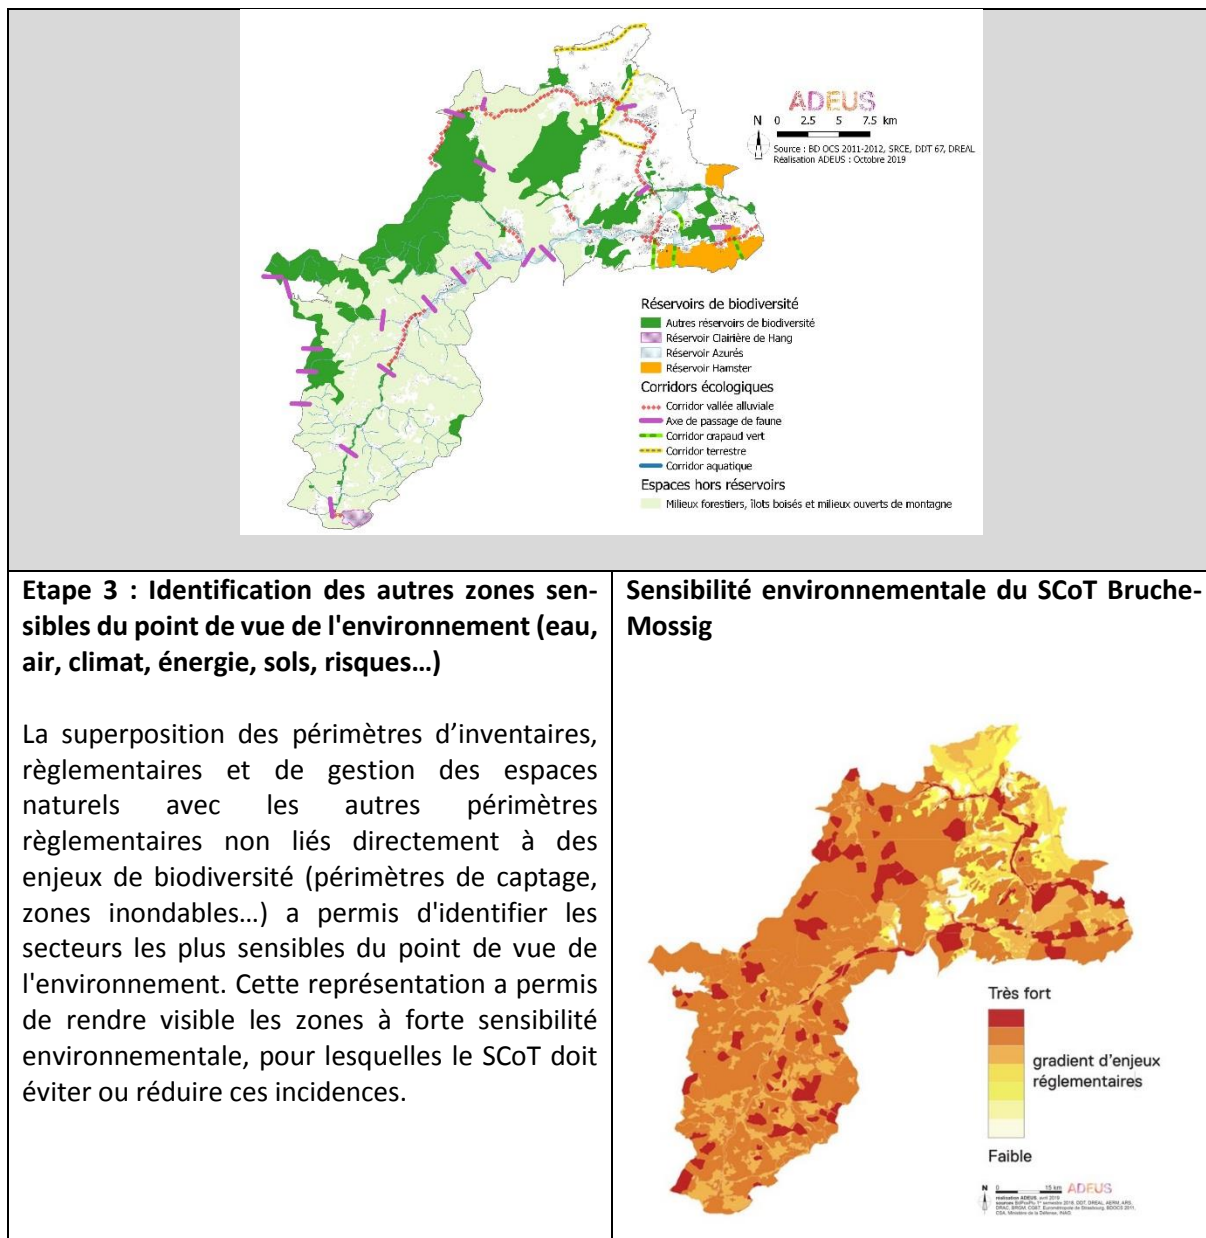 ADEUS
N 0 2.5 5 7.5 km
Source : BD OCS 2011-2012, SRCE, DDT 67, DREAL
Réalisation ADEUS : Octobre 2019
Réservoirs de biodiversité
Autres réservoirs de biodiversité
Réservoir Clairière de Hang
Réservoir Azurés
Réservoir Hamster
Corridors écologiques
Corridor vallée alluviale
Axe de passage de faune
Corridor crapaud vert
Corridor terrestre
Corridor aquatique
Espaces hors réservoirs
Milieux forestiers, îlots boisés et milieux ouverts de montagne
Etape 3 : Identification des autres zones sen-
sibles du point de vue de l'environnement (eau,
air, climat, énergie, sols, risques…)
La superposition des périmètres d’inventaires,
règlementaires et de gestion des espaces
naturels avec les autres périmètres
règlementaires non liés directement à des
enjeux de biodiversité (périmètres de captage,
zones inondables…) a permis d'identifier les
secteurs les plus sensibles du point de vue de
l'environnement. Cette représentation a permis
de rendre visible les zones à forte sensibilité
environnementale, pour lesquelles le SCoT doit
éviter ou réduire ces incidences.
Sensibilité environnementale du SCoT Bruche-
Mossig
Très fort
gradient d'enjeux
réglementaires
Faible
N 0 15 km ADEUS
réalisation ADEUS, avril 2019